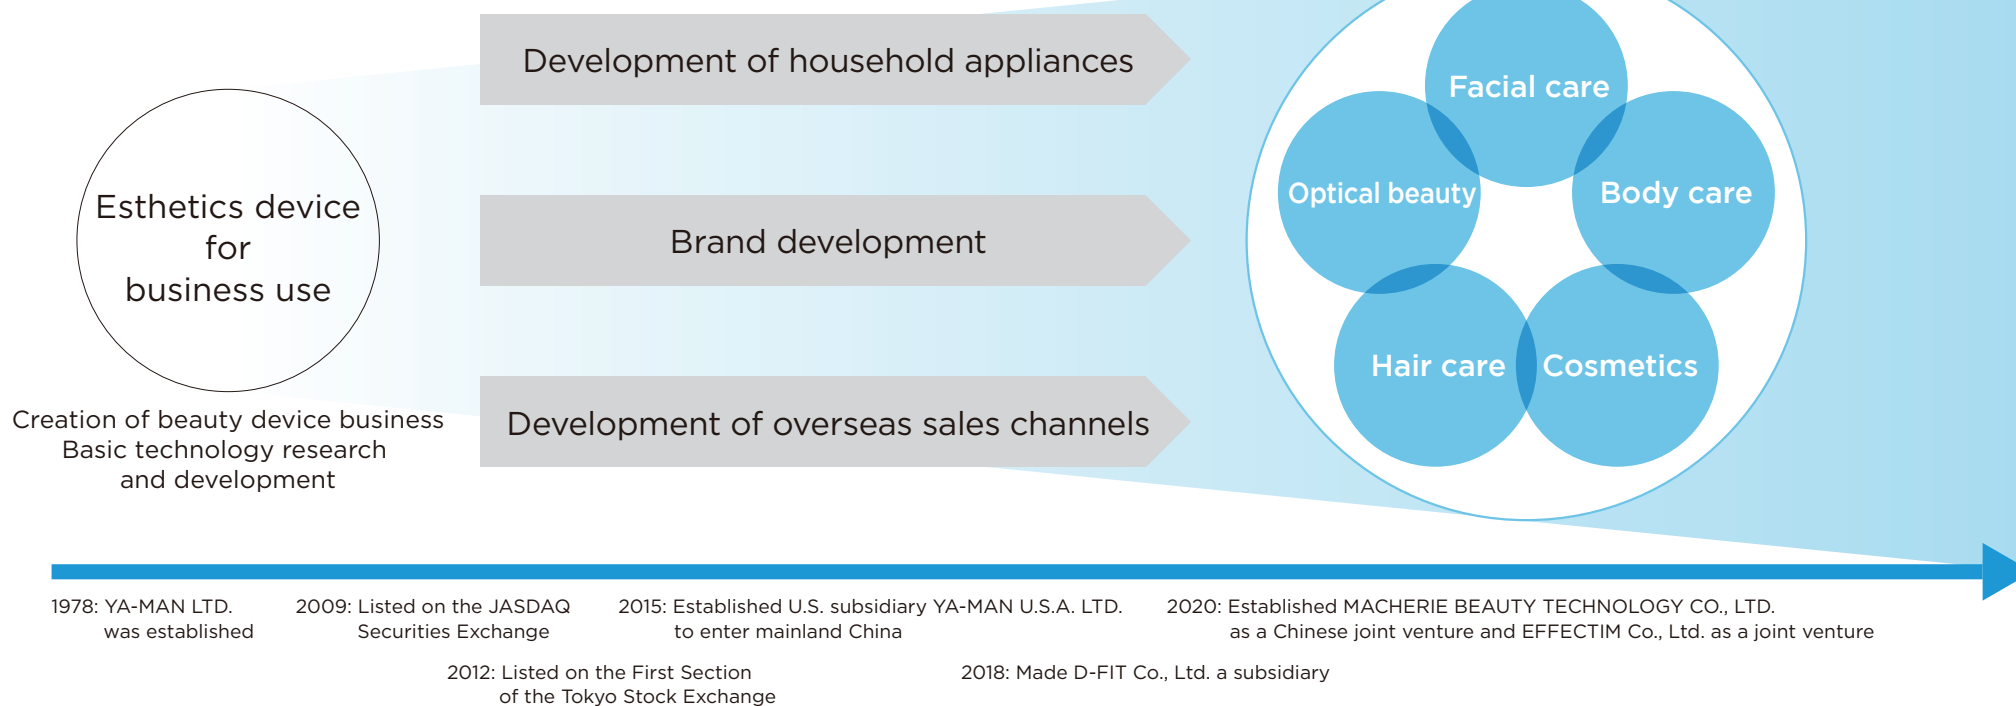 Development of household appliances
Brand development
Development of overseas sales channels
Esthetics device
for
business use
Creation of beauty device business
Basic technology research
and development
Facial care
Optical beauty
Body care
Hair care
Cosmetics
1978: YA-MAN LTD.
was established
2009: Listed on the JASDAQ
Securities Exchange
2012: Listed on the First Section
of the Tokyo Stock Exchange
2015: Established U.S. subsidiary YA-MAN U.S.A. LTD.
to enter mainland China
2018: Made D-FIT Co., Ltd. a subsidiary
2020: Established MACHERIE BEAUTY TECHNOLOGY CO., LTD.
as a Chinese joint venture and EFFECTIM Co., Ltd. as a joint venture